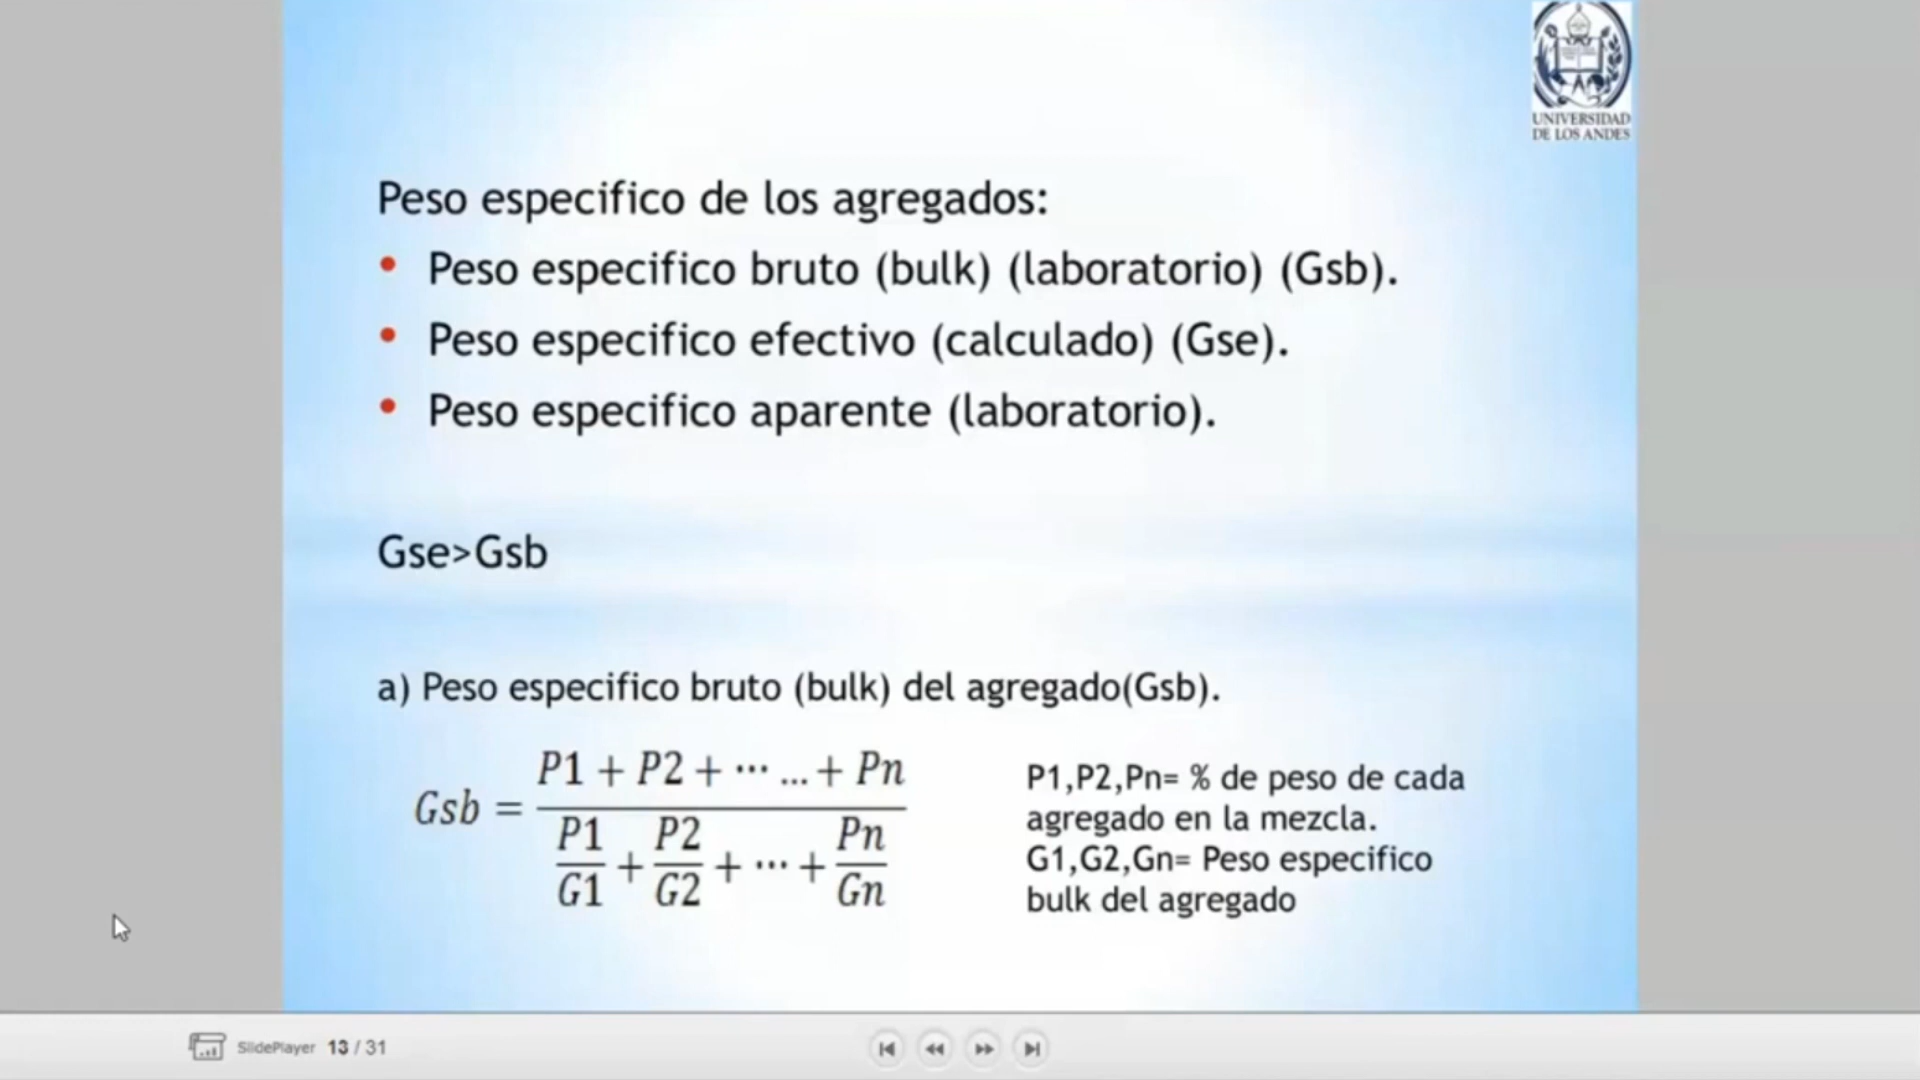 UNIVERSIDAD
DE LOS ANDES
Peso especifico de los agregados:
• Peso especifico bruto (bulk) (laboratorio) (Gsb).
• Peso especifico efectivo (calculado) (Gse).
• Peso especifico aparente (laboratorio).
Gse>Gsb
a) Peso especifico bruto (bulk) del agregado(Gsb).
P1 + P2 + ⋯ ... + Pn
Gsb =
P1 P2 Pn
+ + ⋯ +
G1 G2 Gn
P1,P2,Pn= % de peso de cada
agregado en la mezcla.
G1,G2,Gn= Peso especifico
bulk del agregado
SlidePlayer 13 / 31